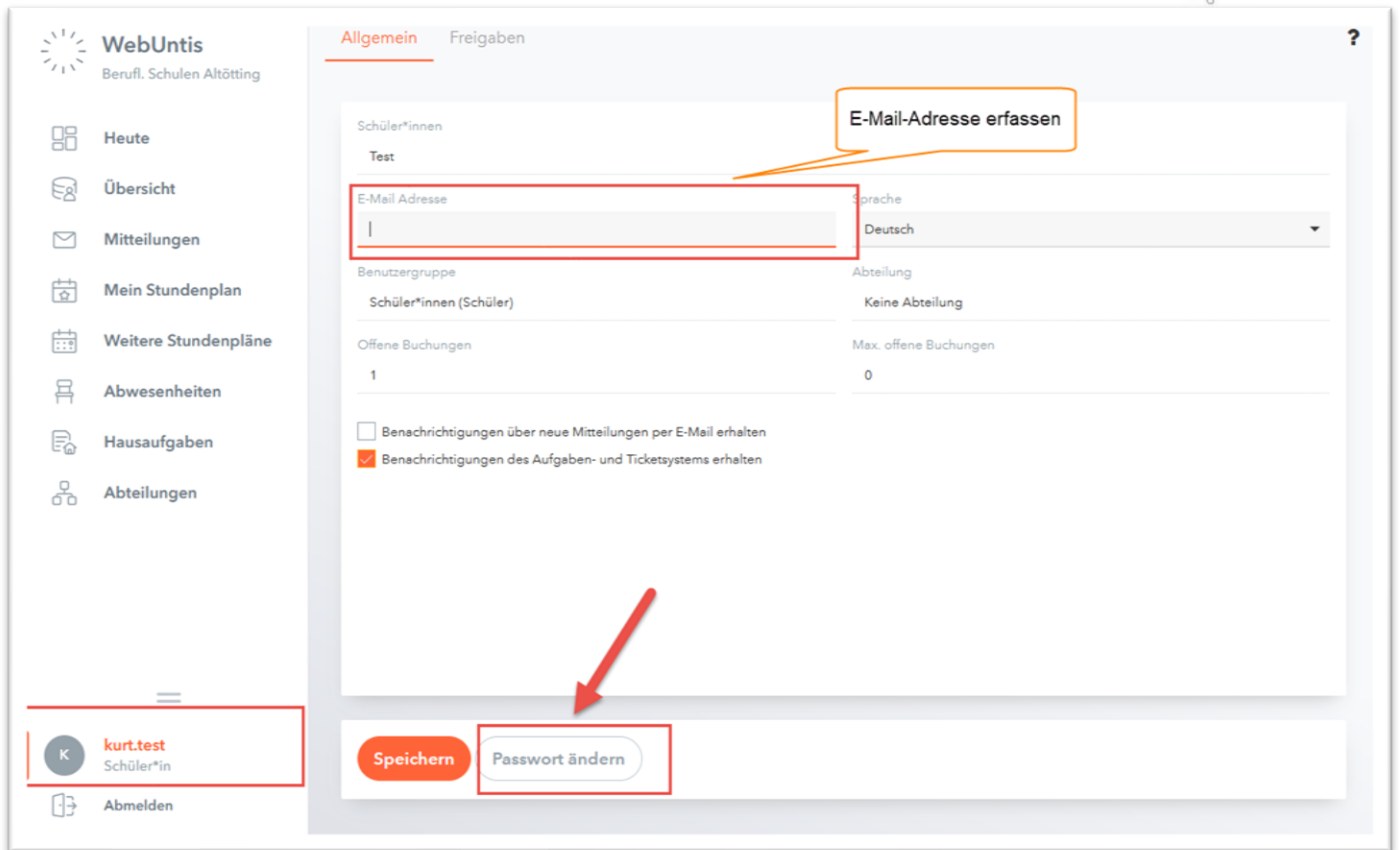 WebUntis
Berufl. Schulen Altötting
Heute
Übersicht
Mitteilungen
Mein Stundenplan
Weitere Stundenpläne
Abwesenheiten
Hausaufgaben
Abteilungen
K
kurt.test
Schüler*in
Abmelden
Allgemein Freigaben
?
E-Mail-Adresse erfassen
Schüler*innen
Test
E-Mail Adresse Sprache
Deutsch
Benutzergruppe Abteilung
Schüler*innen (Schüler) Keine Abteilung
Offene Buchungen Max. offene Buchungen
1 0
Benachrichtigungen über neue Mitteilungen per E-Mail erhalten
Benachrichtigungen des Aufgaben- und Ticketsystems erhalten
Speichern Passwort ändern